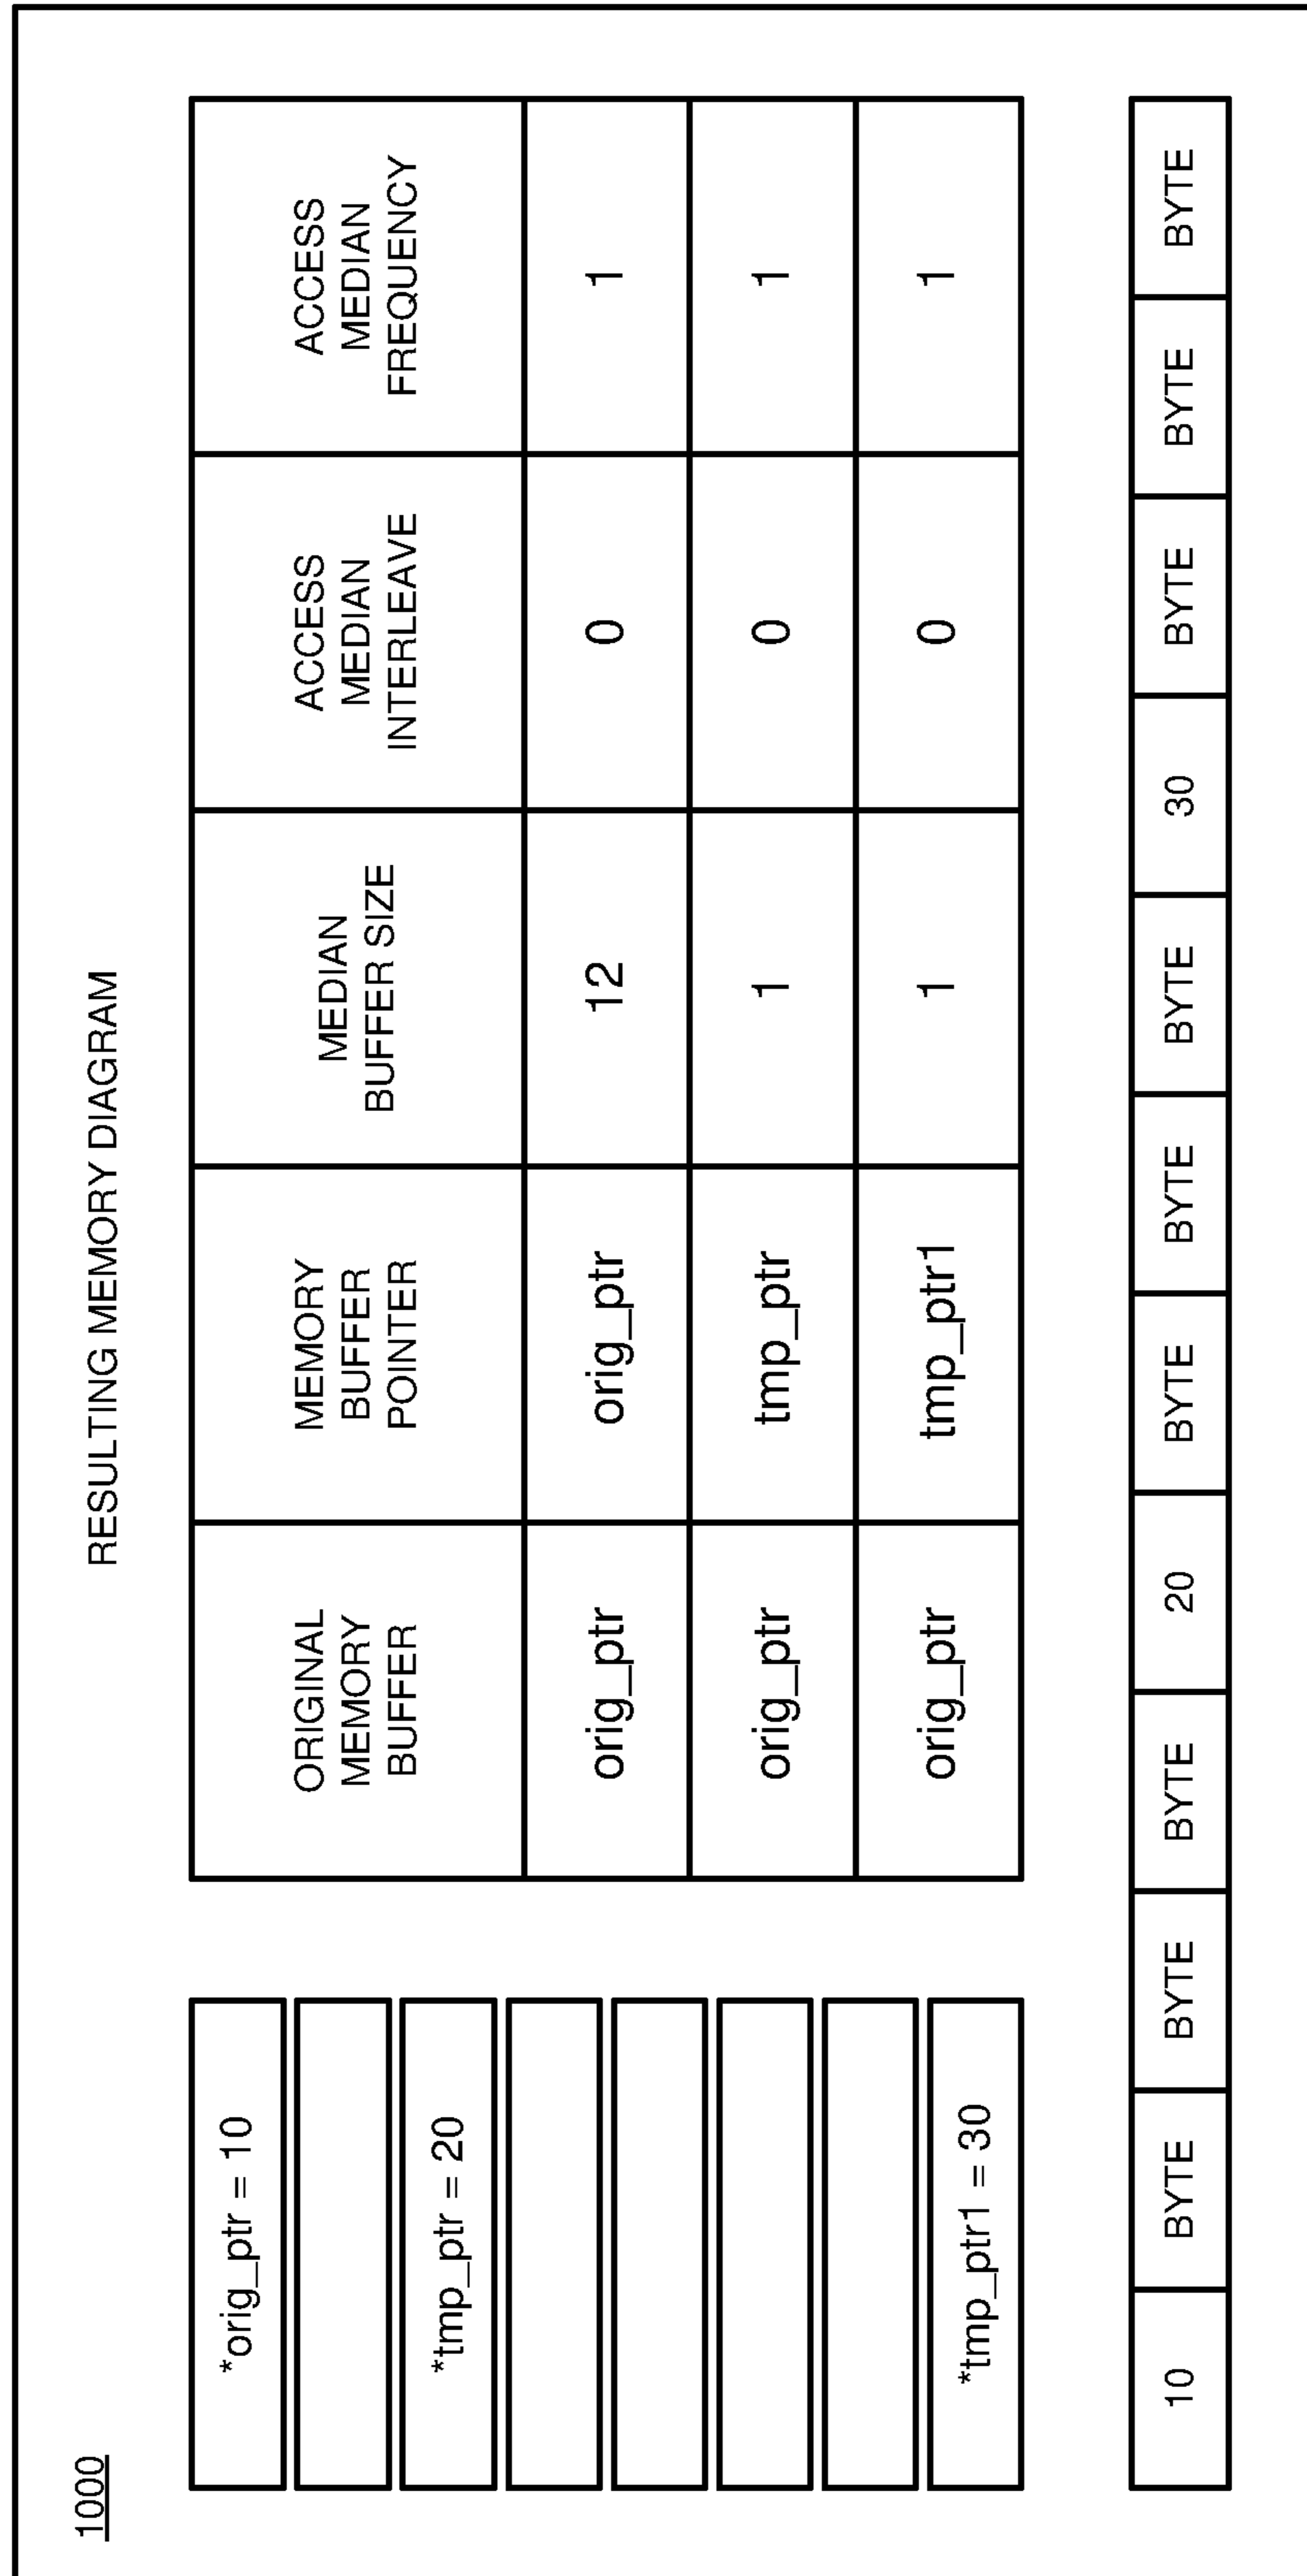 1000
RESULTING MEMORY DIAGRAM
*orig_ptr = 10
*tmp_ptr = 20
*tmp_ptr1 = 30
ORIGINAL
MEMORY
BUFFER
MEMORY
BUFFER
POINTER
MEDIAN
BUFFER SIZE
ACCESS
MEDIAN
INTERLEAVE
ACCESS
MEDIAN
FREQUENCY
orig_ptr orig_ptr 12 0 1
orig_ptr tmp_ptr 1 0 1
orig_ptr tmp_ptr1 1 0 1
10 BYTE BYTE BYTE 20 BYTE BYTE BYTE 30 BYTE BYTE BYTE